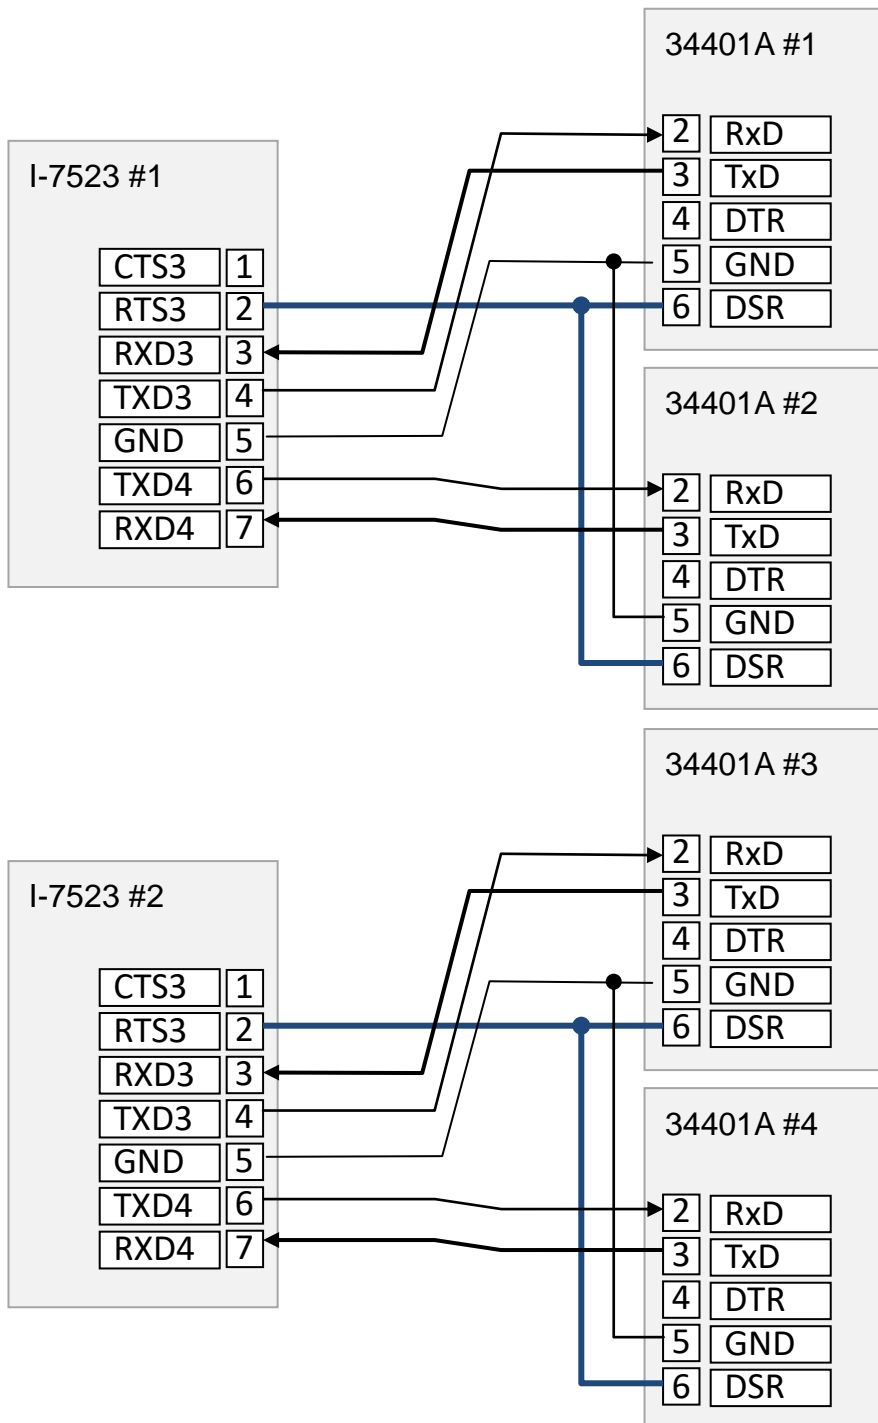 34401A #1
2 RxD
3 TxD
4 DTR
5 GND
6 DSR
I-7523 #1
CTS3 1
RTS3 2
RXD3 3
TXD3 4
GND 5
TXD4 6
RXD4 7
34401A #2
2 RxD
3 TxD
4 DTR
5 GND
6 DSR
34401A #3
2 RxD
3 TxD
4 DTR
5 GND
6 DSR
I-7523 #2
CTS3 1
RTS3 2
RXD3 3
TXD3 4
GND 5
TXD4 6
RXD4 7
34401A #4
2 RxD
3 TxD
4 DTR
5 GND
6 DSR